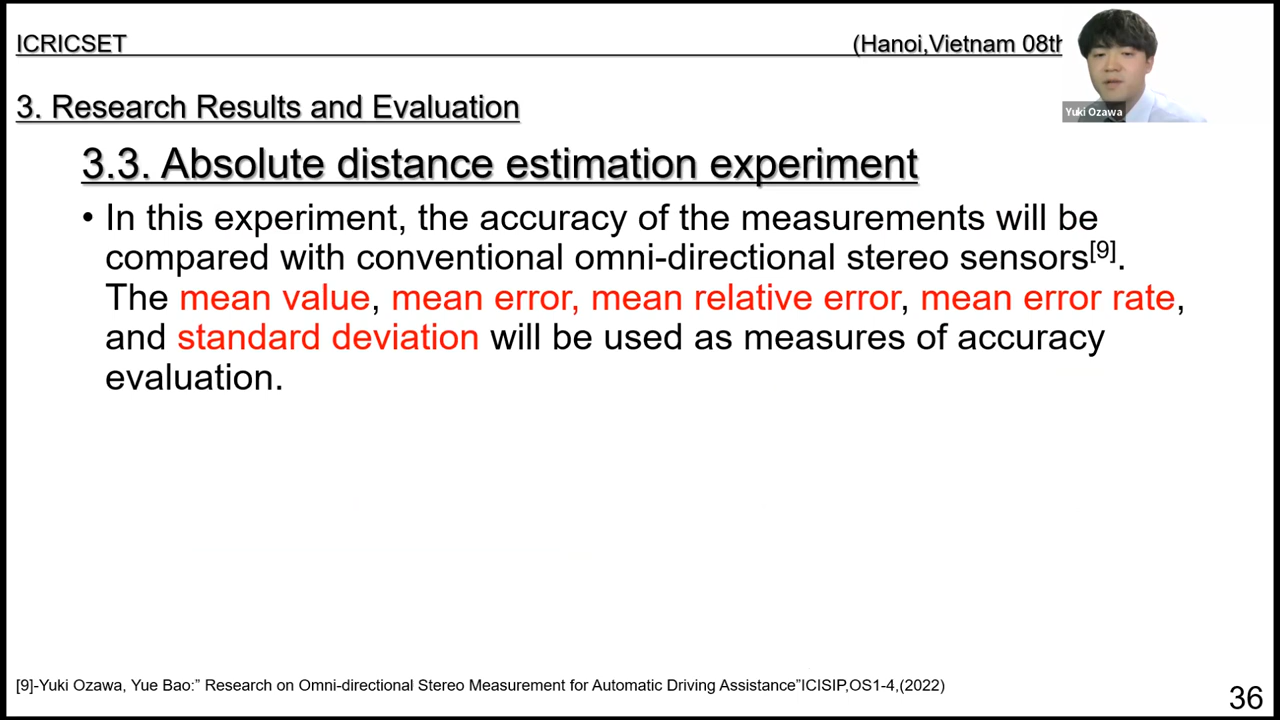 ICRICSET
(Hanoi,Vietnam 08th
3. Research Results and Evaluation
Yuki Ozawa
3.3. Absolute distance estimation experiment
• In this experiment, the accuracy of the measurements will be
compared with conventional omni-directional stereo sensors[9].
The mean value, mean error, mean relative error, mean error rate,
and standard deviation will be used as measures of accuracy
evaluation.
[9]-Yuki Ozawa, Yue Bao:” Research on Omni-directional Stereo Measurement for Automatic Driving Assistance”ICISIP,OS1-4,(2022)
36